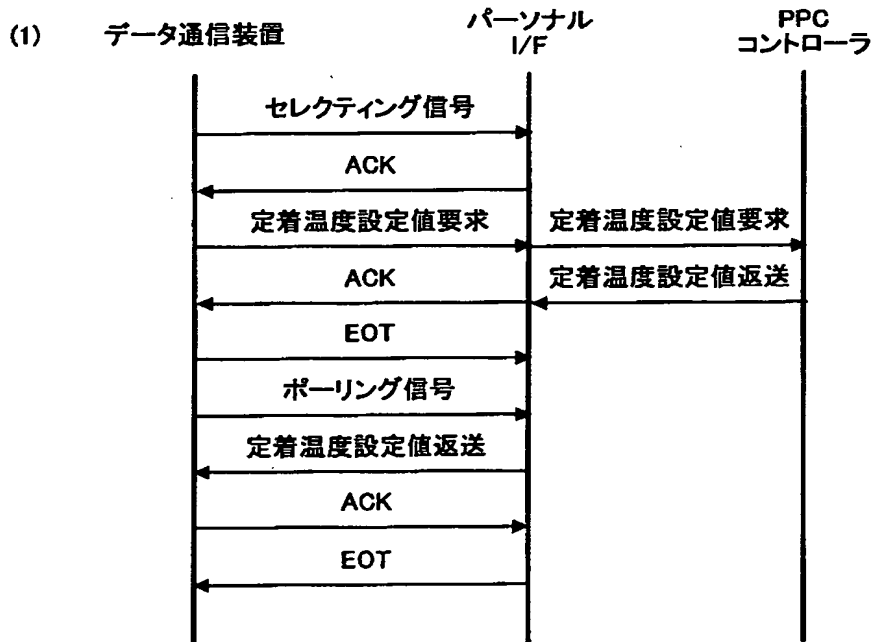 (1) データ通信装置 パーソナル I/F PPC コントローラ
セレクティング信号
ACK
定着温度設定値要求 定着温度設定値要求
ACK 定着温度設定値返送
EOT
ポーリング信号
定着温度設定値返送
ACK
EOT